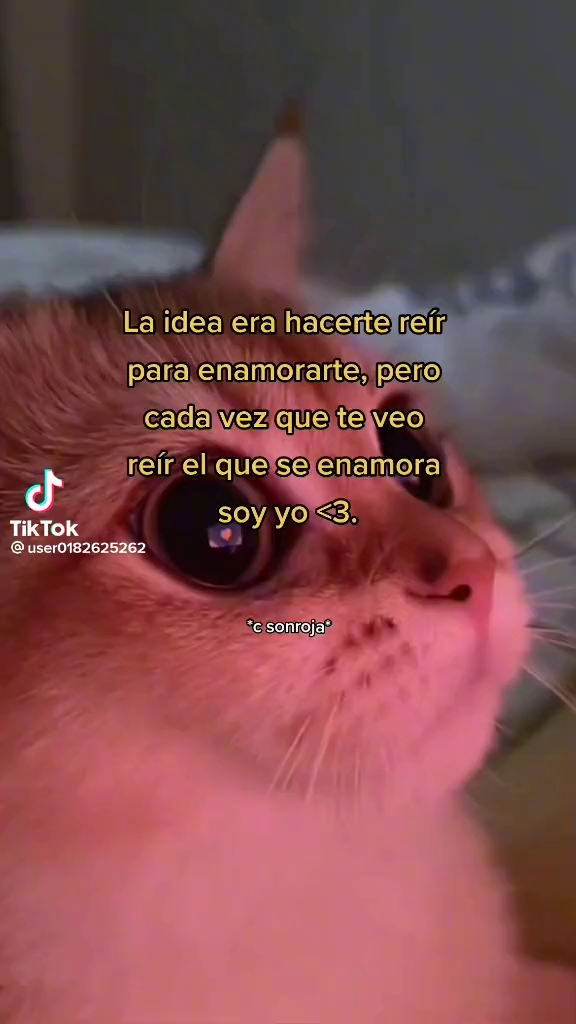 La idea era hacerte reír
para enamorarte, pero
cada vez que te veo
reír el que se enamora
soy yo <3.
TikTok
@user0182625262
*c sonroja*